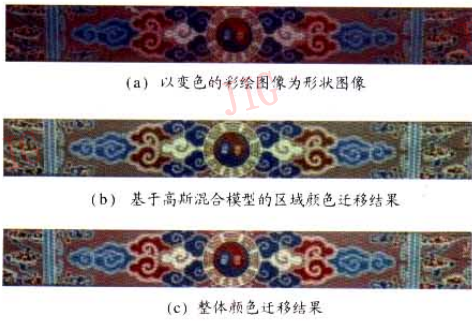 (a) 以变色的彩绘图像为形状图像
JIG
(b) 基于高斯混合模型的区域颜色迁移结果
(c) 整体颜色迁移结果